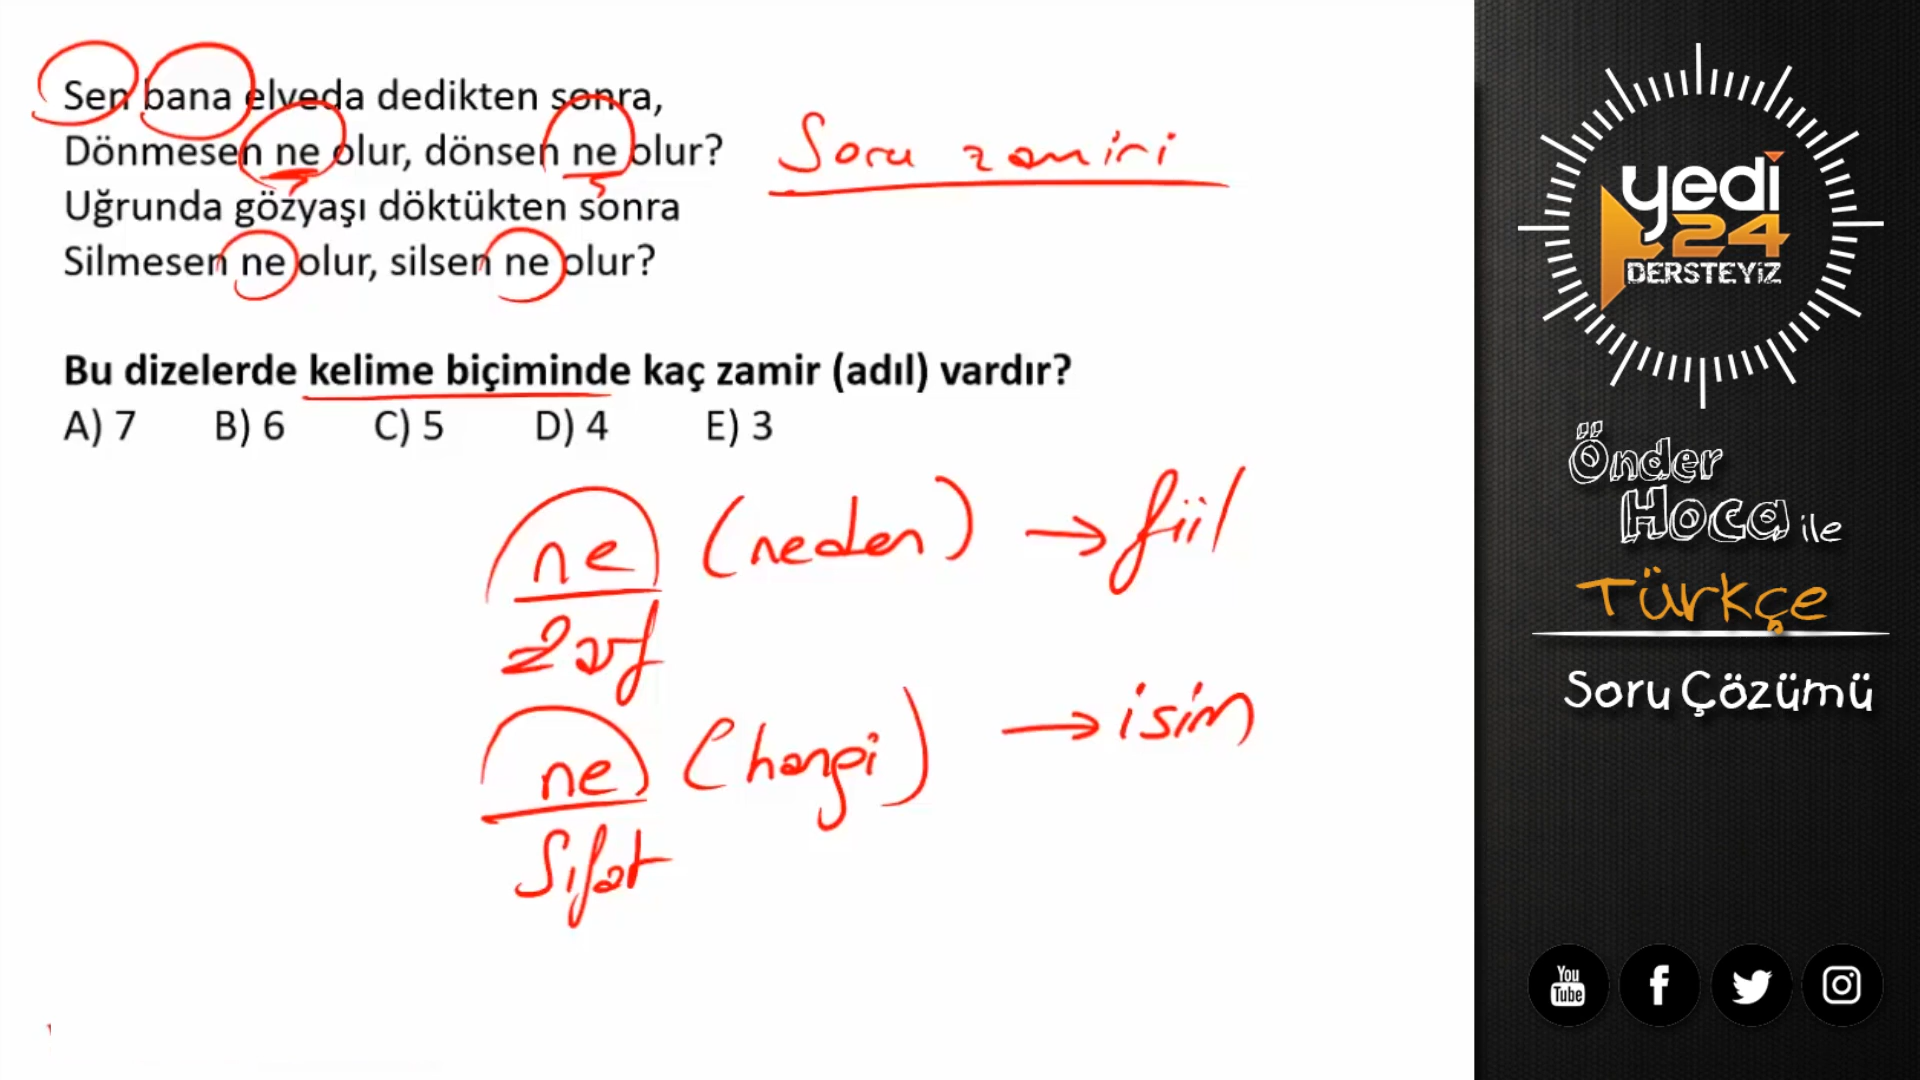 Sen bana elveda dedikten sonra,
Dönmesen ne olur, dönsen ne olur?
Soru zamiri
Uğrunda gözyaşı döktükten sonra
Silmesen ne olur, silsen ne olur?
Bu dizelerde kelime biçiminde kaç zamir (adıl) vardır?
A) 7 B) 6 C) 5 D) 4 E) 3
ne (neden) → fiil
Zarf
ne (hangi) → isim
Sıfat
yedi
24
DERSTEYİZ
Önder
Hoca ile
Türkçe
Soru Çözümü
You
Tube